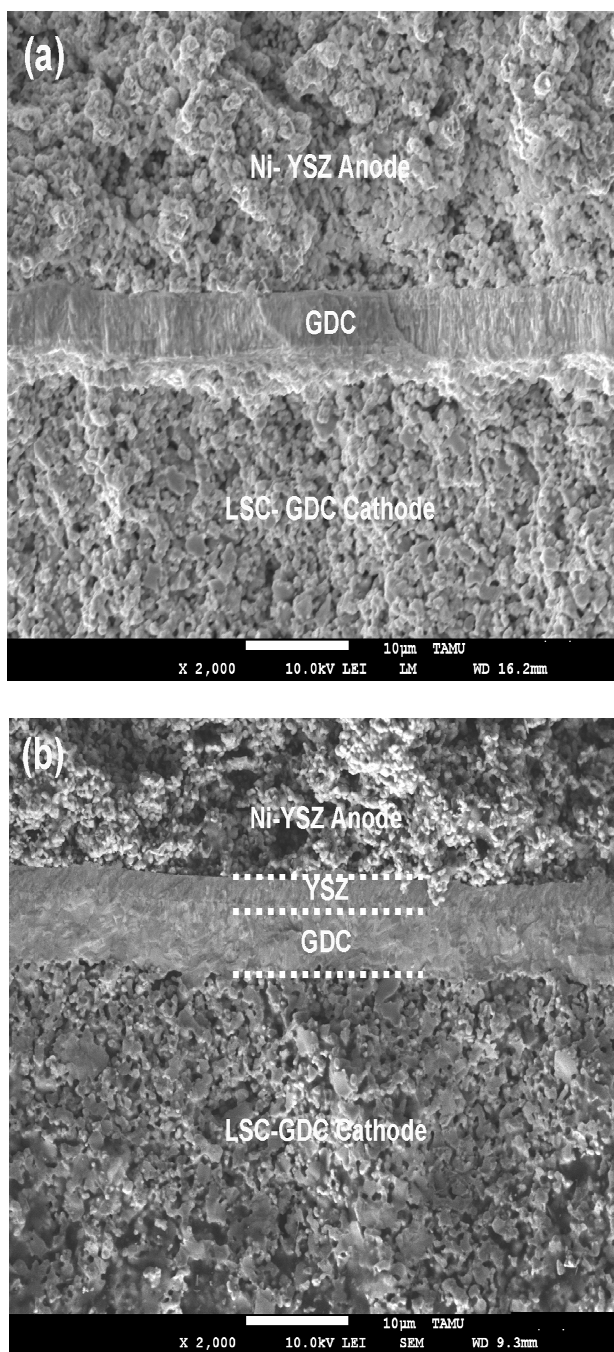 (a)
Ni- YSZ Anode
GDC
LSC- GDC Cathode
10µm TAMU
X 2,000 10.0kV LEI LM WD 16.2mm
(b)
Ni-YSZ Anode
YSZ
GDC
LSC-GDC Cathode
10µm TAMU
X 2,000 10.0kV LEI SEM WD 9.3mm